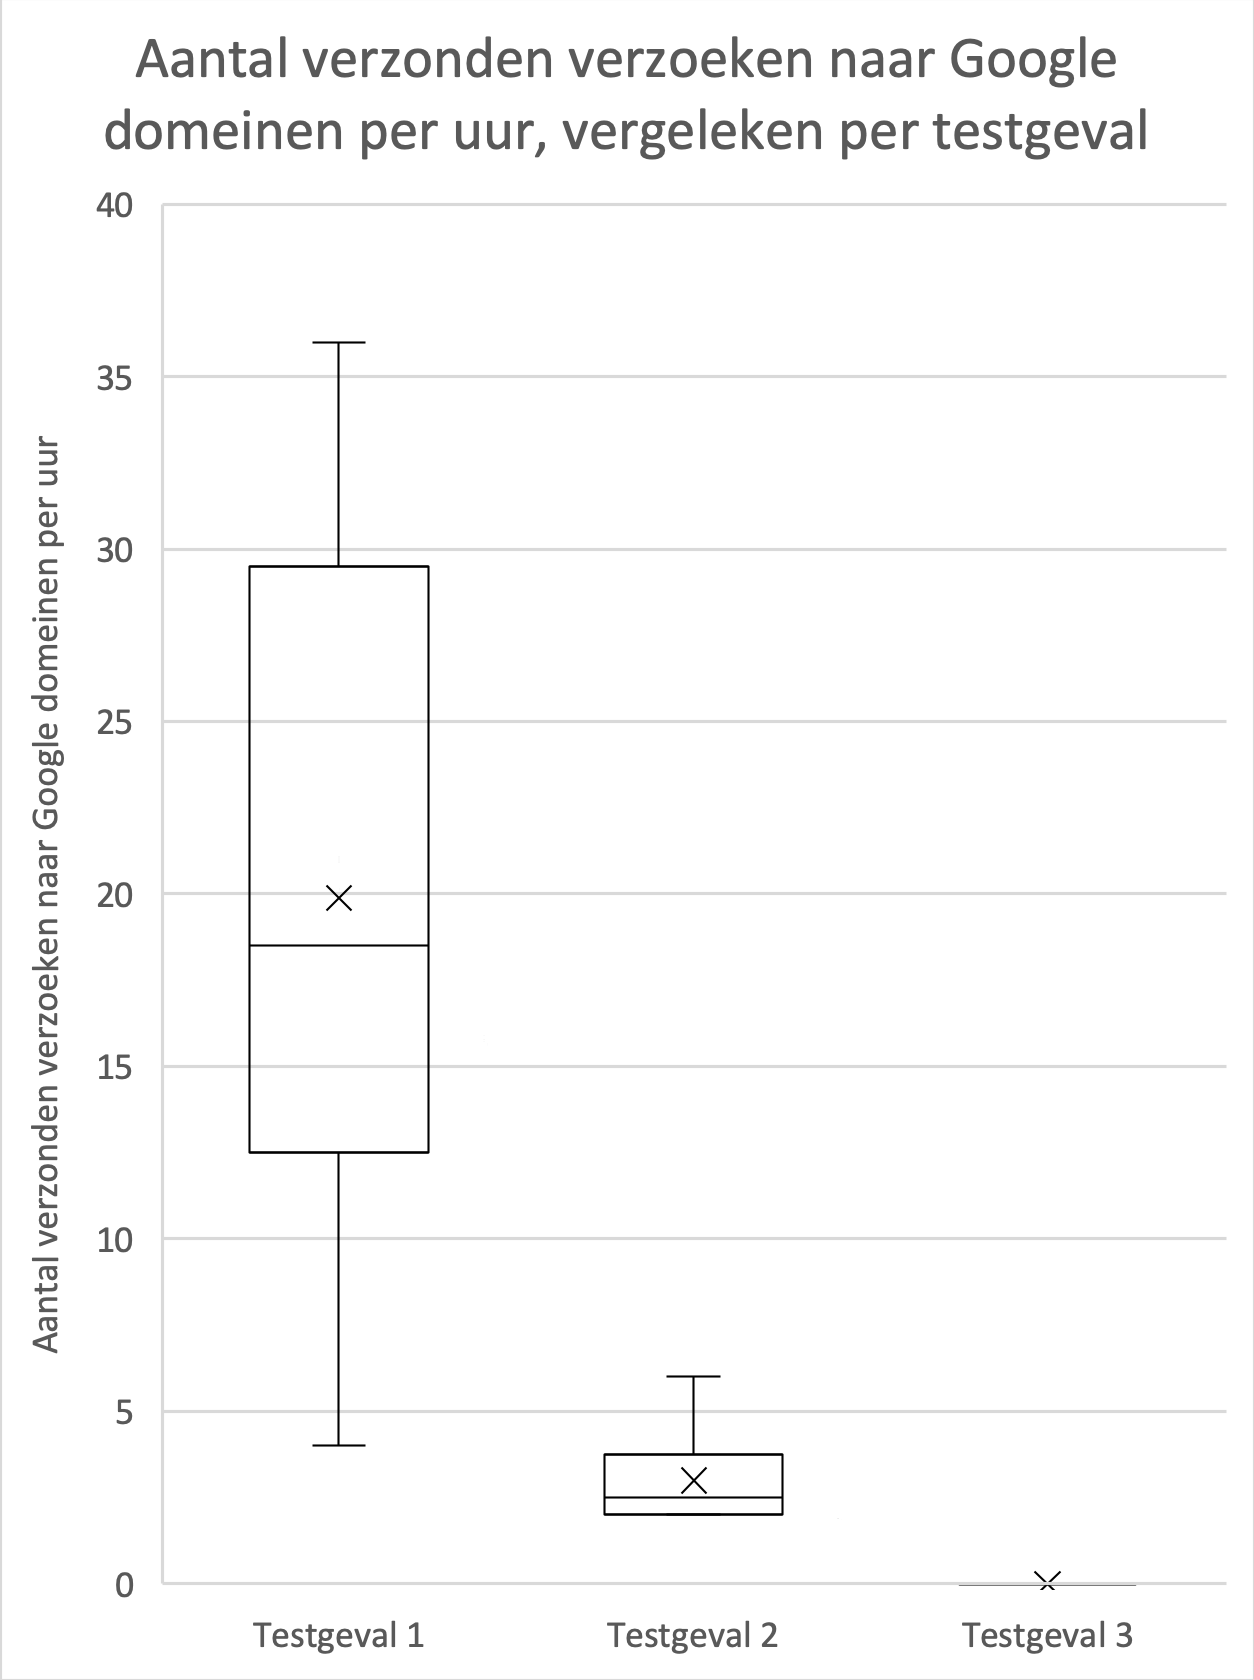 Aantal verzonden verzoeken naar Google
domeinen per uur, vergeleken per testgeval
Aantal verzonden verzoeken naar Google domeinen per uur
40
35
30
25
20
15
10
5
0
Testgeval 1
Testgeval 2
Testgeval 3